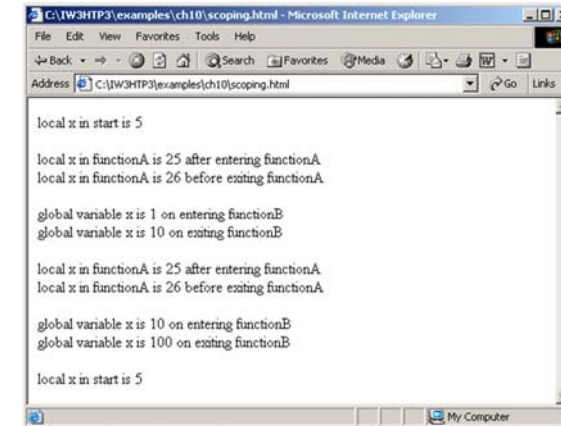 C:\IW3HTP3\examples\ch10\scoping.html - Microsoft Internet Explorer
File Edit View Favorites Tools Help
Back Search Favorites Media
Address C:\IW3HTP3\examples\ch10\scoping.html Go Links
local x in start is 5
local x in functionA is 25 after entering functionA
local x in functionA is 26 before exiting functionA
global variable x is 1 on entering functionB
global variable x is 10 on exiting functionB
local x in functionA is 25 after entering functionA
local x in functionA is 26 before exiting functionA
global variable x is 10 on entering functionB
global variable x is 100 on exiting functionB
local x in start is 5
My Computer